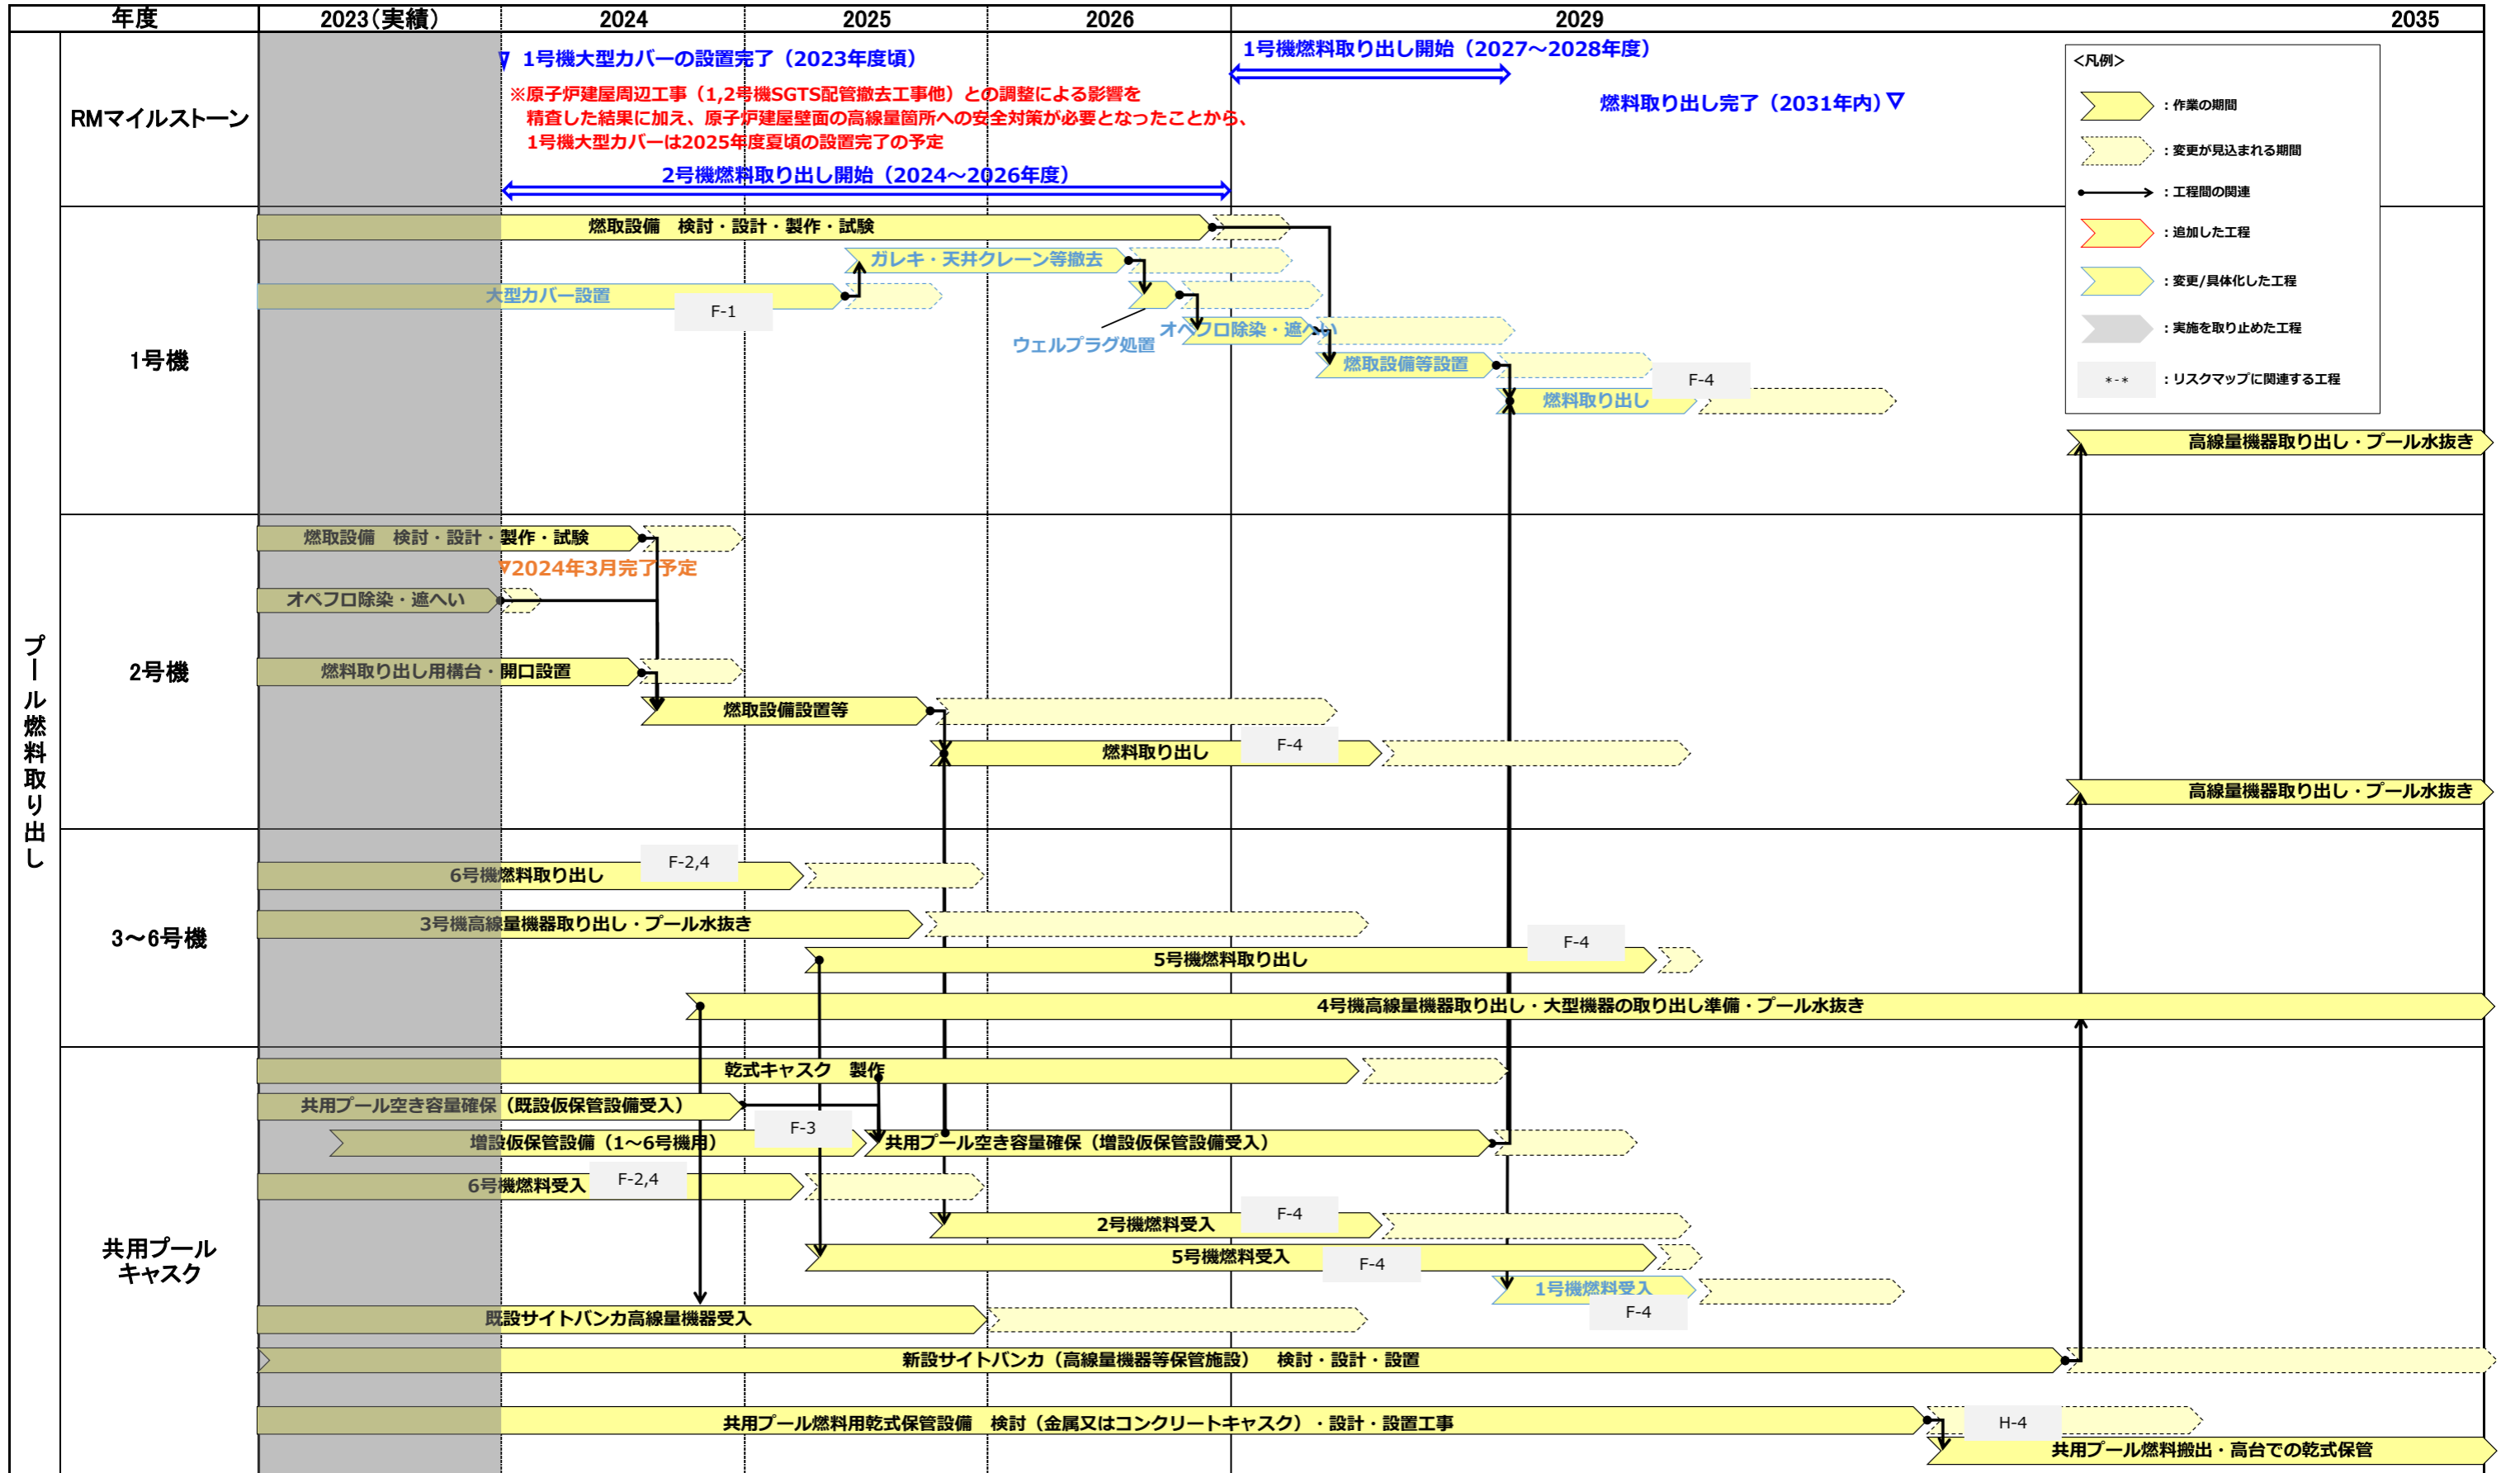 年度
2023(実績)
2024
2025
2026
2029
2035
プール燃料取り出し
RMマイルストーン
1号機大型カバーの設置完了（2023年度頃）
※原子炉建屋周辺工事（1,2号機SGTS配管撤去工事他）との調整による影響を
精査した結果に加え、原子炉建屋壁面の高線量箇所への安全対策が必要となったことから、
1号機大型カバーは2025年度夏頃の設置完了の予定
2号機燃料取り出し開始（2024～2026年度）
1号機燃料取り出し開始（2027～2028年度）
燃料取り出し完了（2031年内）▽
<凡例>
：作業の期間
：変更が見込まれる期間
：工程間の関連
：追加した工程
：変更/具体化した工程
：実施を取り止めた工程
*-*
：リスクマップに関連する工程
1号機
燃取設備　検討・設計・製作・試験
ガレキ・天井クレーン等撤去
大型カバー設置
F-1
ウェルプラグ処置
オペフロ除染・遮へい
燃取設備等設置
F-4
燃料取り出し
高線量機器取り出し・プール水抜き
2号機
燃取設備　検討・設計・製作・試験
▽2024年3月完了予定
オペフロ除染・遮へい
燃料取り出し用構台・開口設置
燃取設備設置等
燃料取り出し
F-4
高線量機器取り出し・プール水抜き
3～6号機
6号機燃料取り出し
F-2,4
3号機高線量機器取り出し・プール水抜き
5号機燃料取り出し
F-4
4号機高線量機器取り出し・大型機器の取り出し準備・プール水抜き
共用プール
キャスク
乾式キャスク　製作
共用プール空き容量確保（既設仮保管設備受入）
増設仮保管設備（1～6号機用）
F-3
共用プール空き容量確保（増設仮保管設備受入）
6号機燃料受入
F-2,4
2号機燃料受入
F-4
5号機燃料受入
F-4
1号機燃料受入
F-4
既設サイトバンカ高線量機器受入
新設サイトバンカ（高線量機器等保管施設）　検討・設計・設置
共用プール燃料用乾式保管設備　検討（金属又はコンクリートキャスク）・設計・設置工事
H-4
共用プール燃料搬出・高台での乾式保管